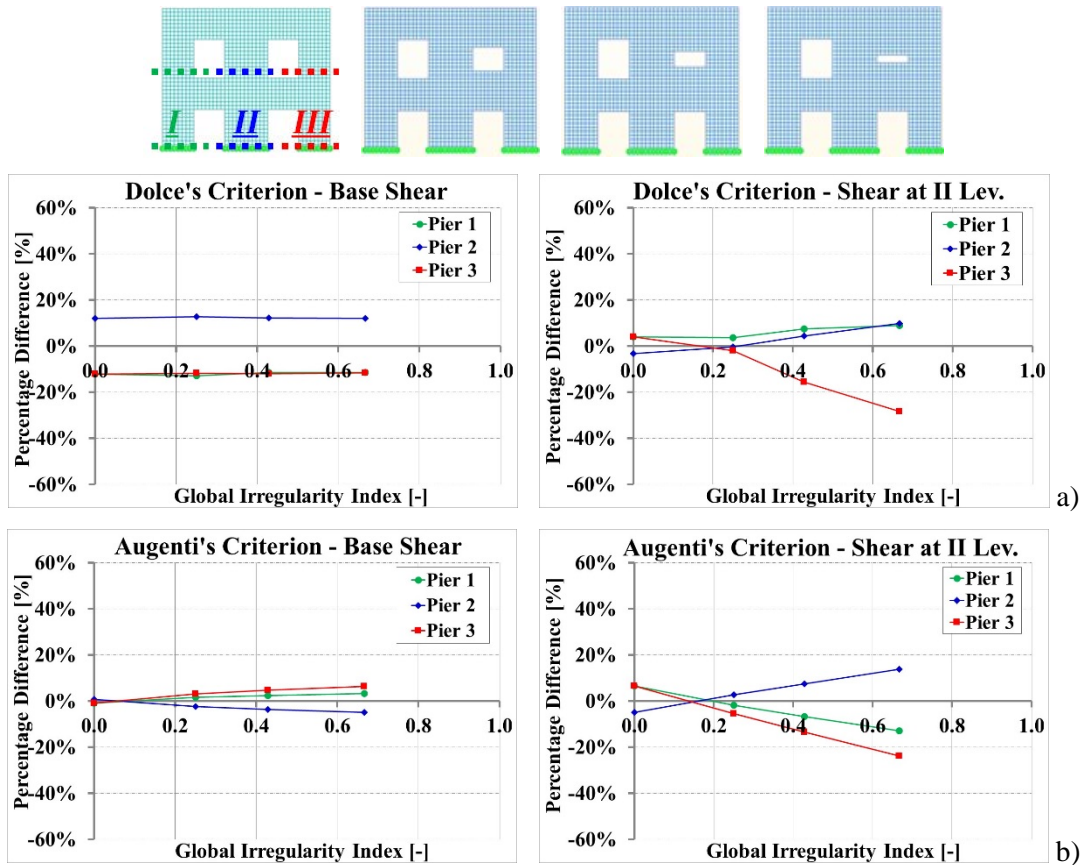 I II III
Dolce's Criterion - Base Shear
Percentage Difference [%]
60%
40%
20%
0%
-20%
-40%
-60%
0.0 0.2 0.4 0.6 0.8 1.0
Pier 1
Pier 2
Pier 3
Global Irregularity Index [-]
Dolce's Criterion - Shear at II Lev.
Percentage Difference [%]
60%
40%
20%
0%
-20%
-40%
-60%
0.0 0.2 0.4 0.6 0.8 1.0
Pier 1
Pier 2
Pier 3
Global Irregularity Index [-]
a)
Augenti's Criterion - Base Shear
Percentage Difference [%]
60%
40%
20%
0%
-20%
-40%
-60%
0.0 0.2 0.4 0.6 0.8 1.0
Pier 1
Pier 2
Pier 3
Global Irregularity Index [-]
Augenti's Criterion - Shear at II Lev.
Percentage Difference [%]
60%
40%
20%
0%
-20%
-40%
-60%
0.0 0.2 0.4 0.6 0.8 1.0
Pier 1
Pier 2
Pier 3
Global Irregularity Index [-]
b)